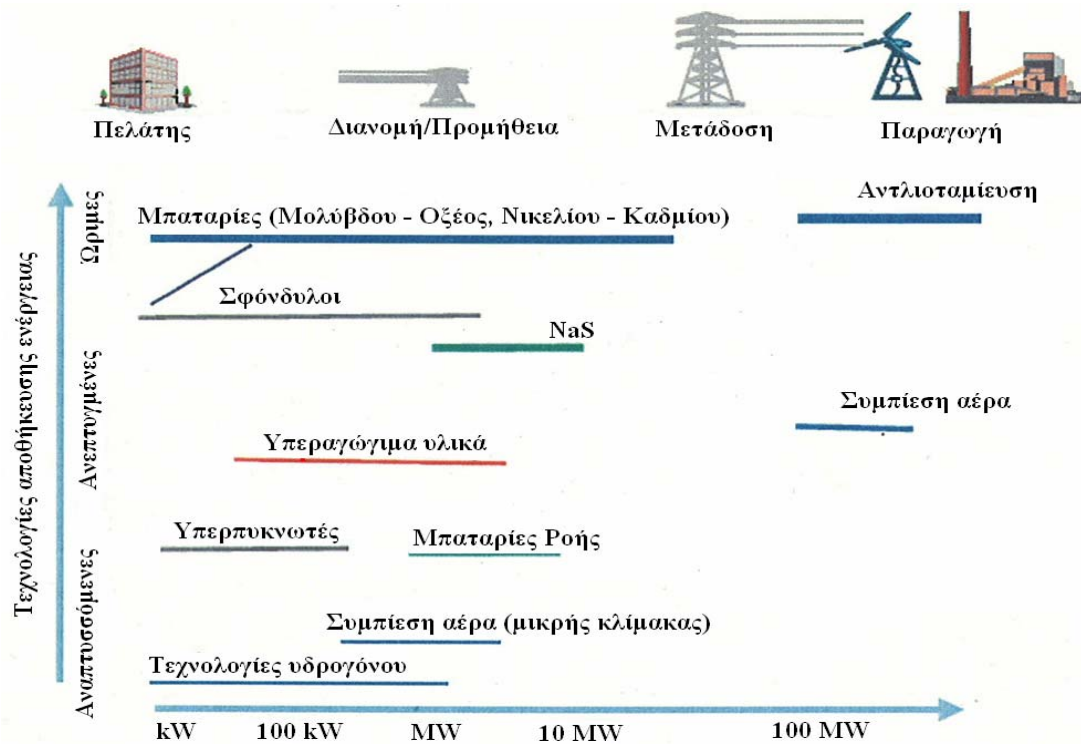 Πελάτης
Διανομή/Προμήθεια
Μετάδοση
Παραγωγή
Τεχνολογίες αποθήκευσης ενέργειας
Ώριμες
Ανεπτυγμένες
Αναπτυσσόμενες
Αντλιοταμίευση
Μπαταρίες (Μολύβδου - Οξέος, Νικελίου - Καδμίου)
Σφόνδυλοι
NaS
Συμπίεση αέρα
Υπεραγώγιμα υλικά
Υπερπυκνωτές
Μπαταρίες Ροής
Συμπίεση αέρα (μικρής κλίμακας)
Τεχνολογίες υδρογόνου
kW
100 kW
MW
10 MW
100 MW